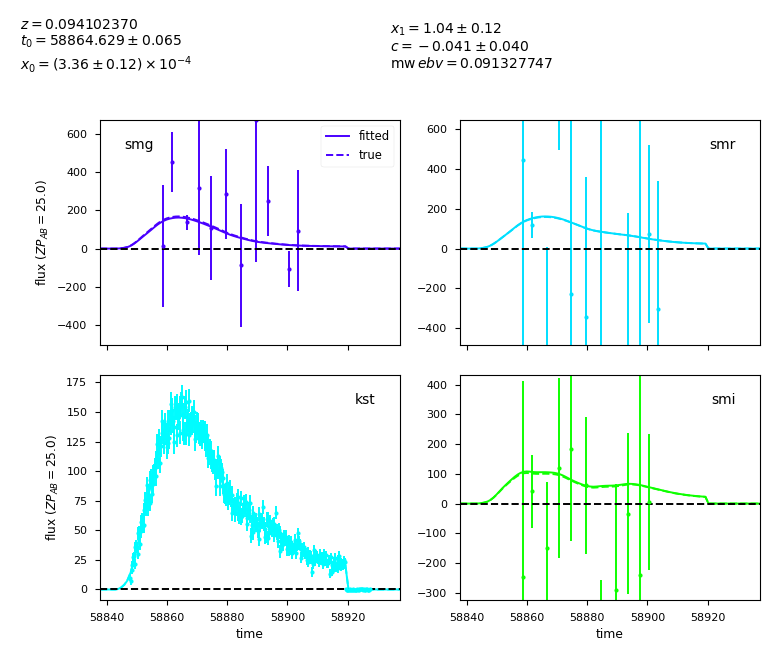 z = 0.094102370
t₀ = 58864.629 ± 0.065
x₀ = (3.36 ± 0.12) × 10⁻⁴
x₁ = 1.04 ± 0.12
c = −0.041 ± 0.040
mw ebv = 0.091327747
smg
fitted
true
600
400
200
0
−200
−400
flux (ZP_AB = 25.0)
smr
600
400
200
0
−200
−400
kst
175
150
125
100
75
50
25
0
flux (ZP_AB = 25.0)
58840 58860 58880 58900 58920
time
smi
400
300
200
100
0
−100
−200
−300
58840 58860 58880 58900 58920
time